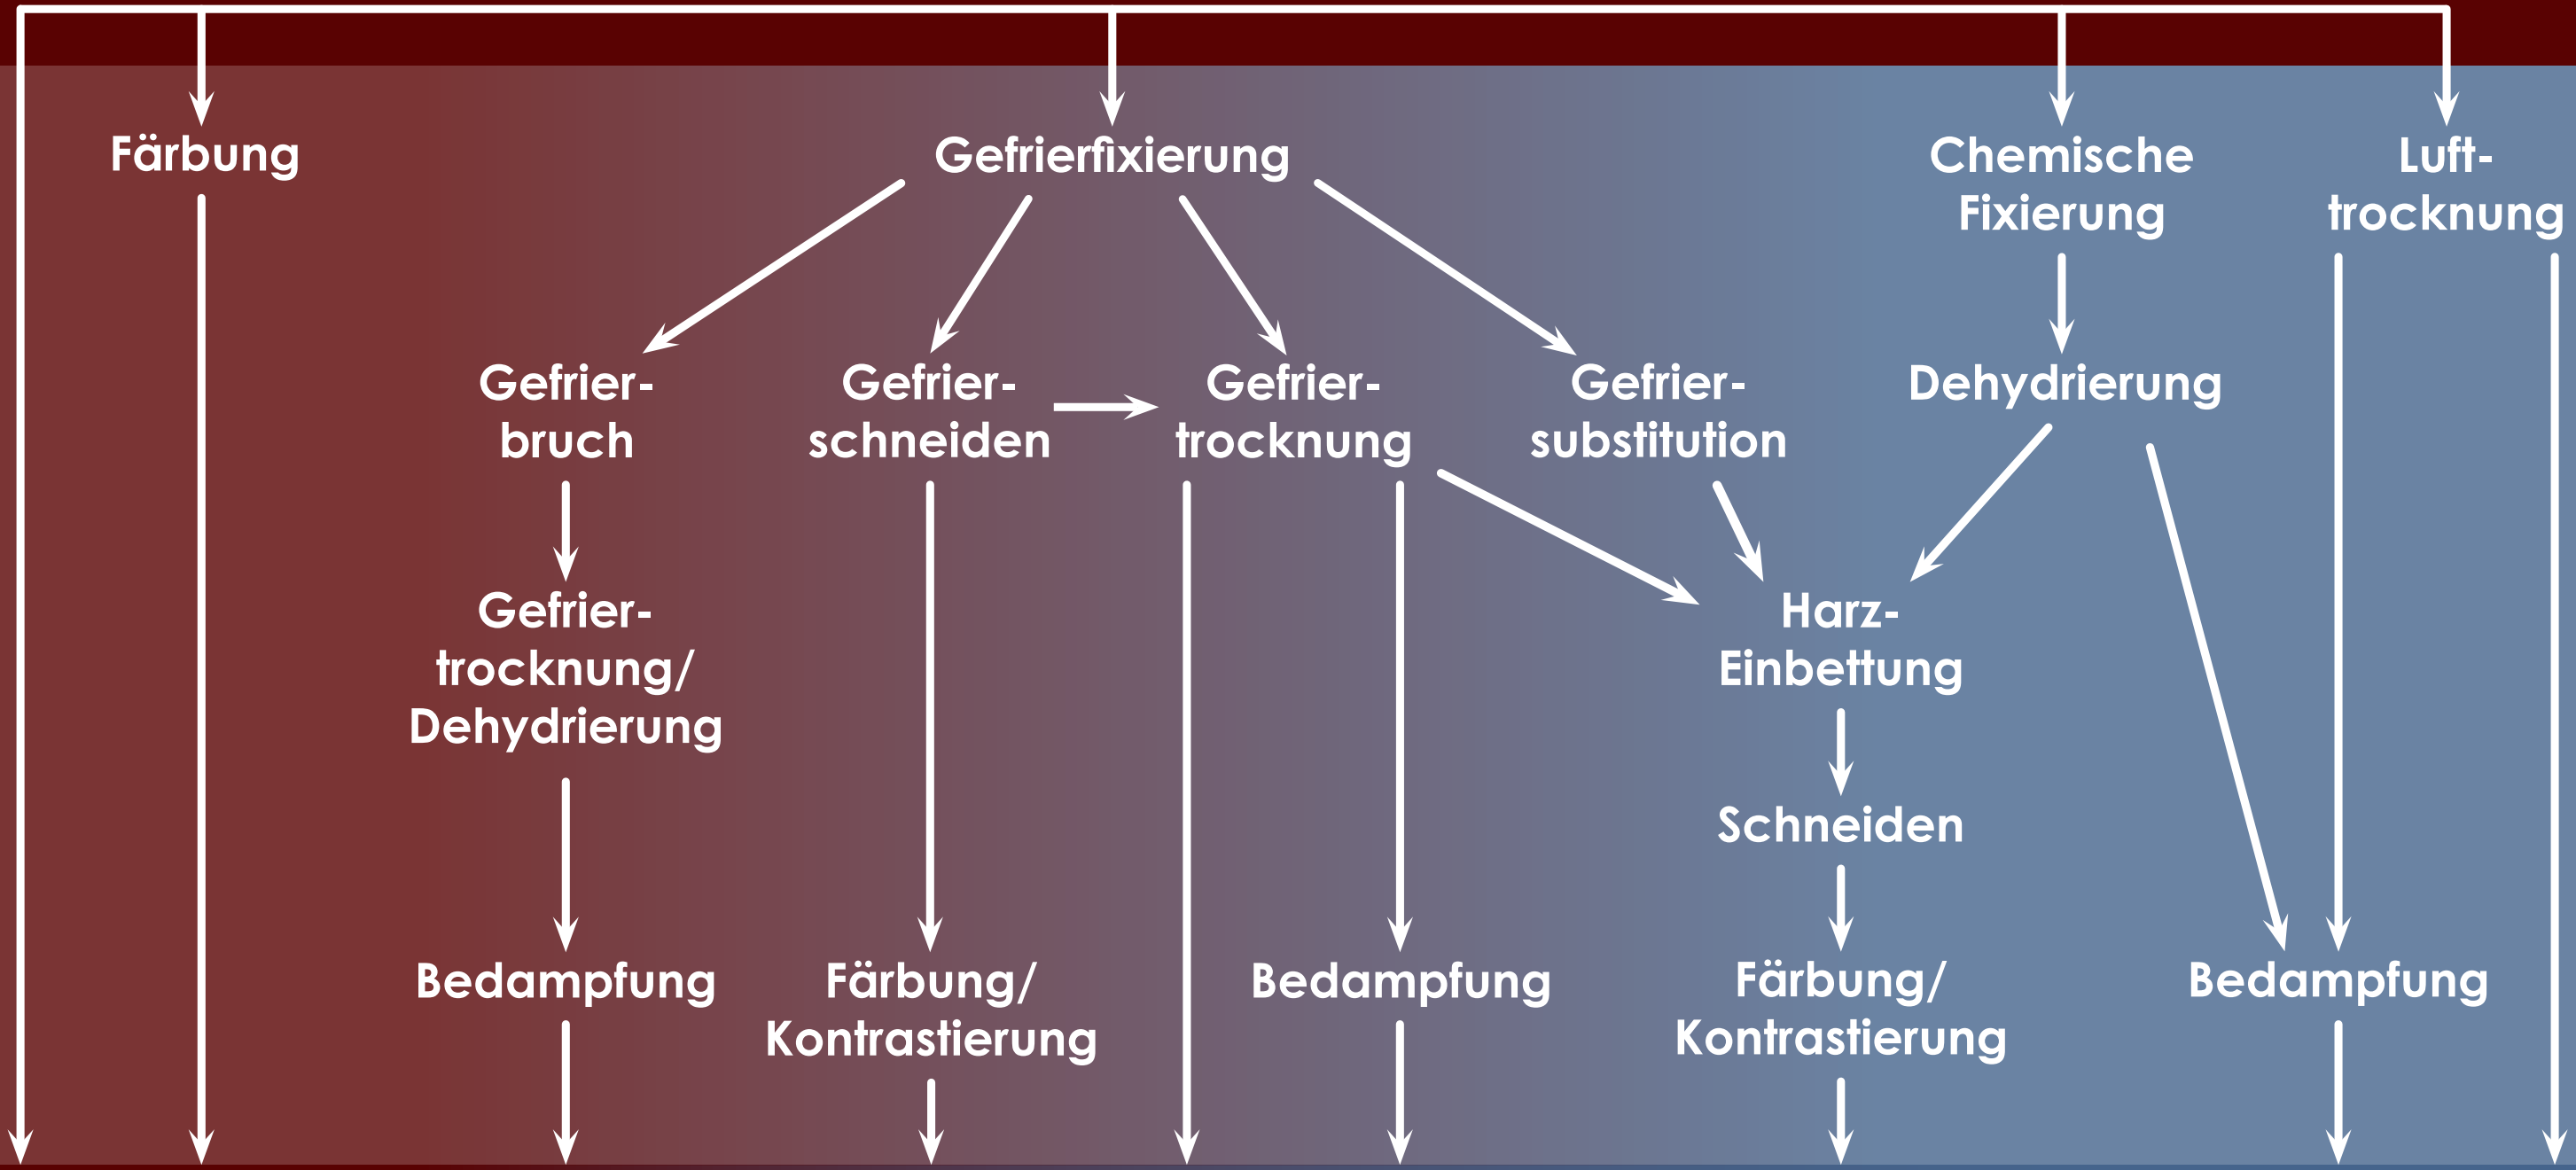 Färbung
Gefrierfixierung
Chemische
Fixierung
Luft-
trocknung
Gefrier-
bruch
Gefrier-
schneiden
Gefrier-
trocknung
Gefrier-
substitution
Dehydrierung
Gefrier-
trocknung/
Dehydrierung
Harz-
Einbettung
Schneiden
Bedampfung
Färbung/
Kontrastierung
Bedampfung
Färbung/
Kontrastierung
Bedampfung